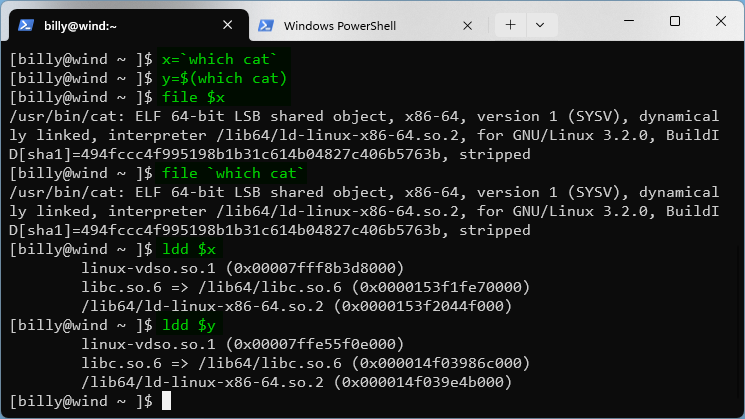 billy@wind:~
Windows PowerShell
[billy@wind ~ ]$ x=`which cat`
[billy@wind ~ ]$ y=$(which cat)
[billy@wind ~ ]$ file $x
/usr/bin/cat: ELF 64-bit LSB shared object, x86-64, version 1 (SYSV), dynamical
ly linked, interpreter /lib64/ld-linux-x86-64.so.2, for GNU/Linux 3.2.0, BuildI
D[sha1]=494fccc4f995198b1b31c614b04827c406b5763b, stripped
[billy@wind ~ ]$ file `which cat`
/usr/bin/cat: ELF 64-bit LSB shared object, x86-64, version 1 (SYSV), dynamical
ly linked, interpreter /lib64/ld-linux-x86-64.so.2, for GNU/Linux 3.2.0, BuildI
D[sha1]=494fccc4f995198b1b31c614b04827c406b5763b, stripped
[billy@wind ~ ]$ ldd $x
linux-vdso.so.1 (0x00007fff8b3d8000)
libc.so.6 => /lib64/libc.so.6 (0x0000153f1fe70000)
/lib64/ld-linux-x86-64.so.2 (0x0000153f2044f000)
[billy@wind ~ ]$ ldd $y
linux-vdso.so.1 (0x00007ffe55f0e000)
libc.so.6 => /lib64/libc.so.6 (0x000014f03986c000)
/lib64/ld-linux-x86-64.so.2 (0x000014f039e4b000)
[billy@wind ~ ]$